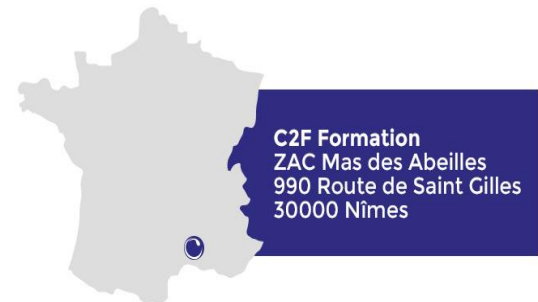 C2F Formation
ZAC Mas des Abeilles
990 Route de Saint Gilles
30000 Nîmes